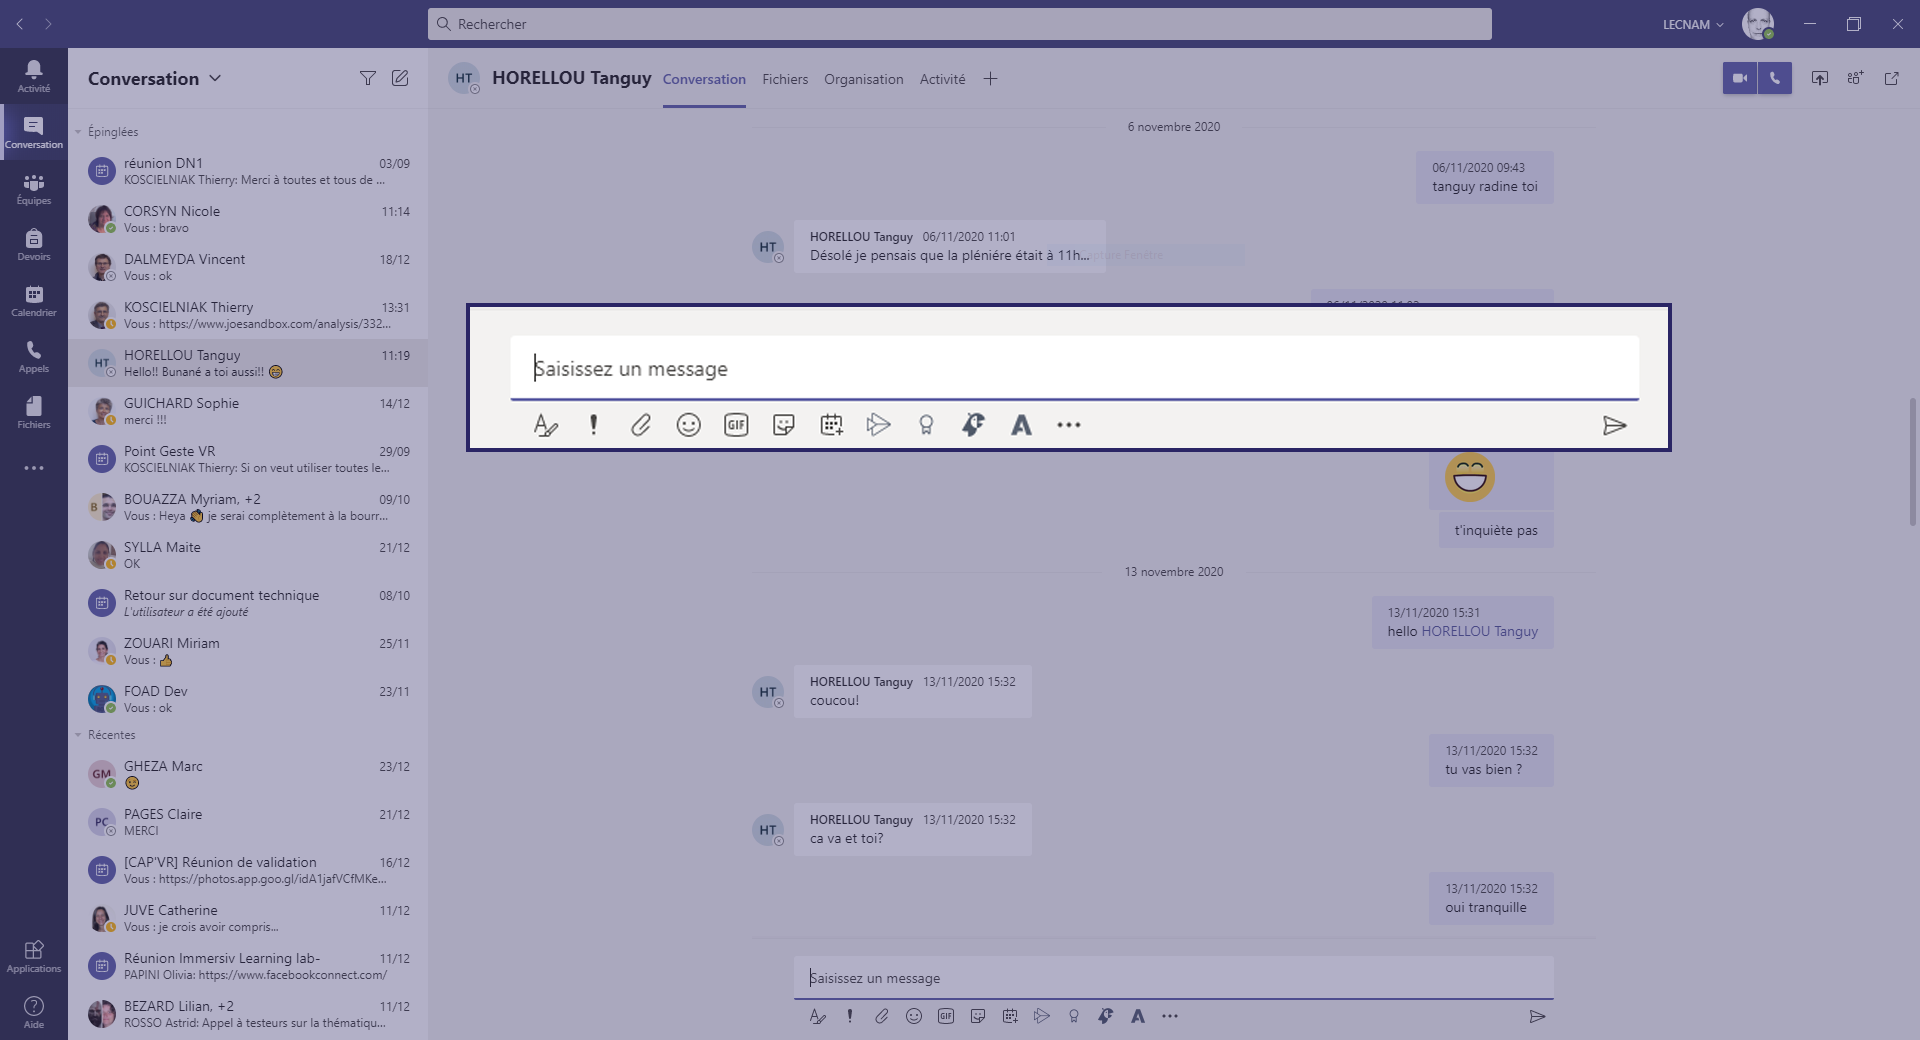 Rechercher
LECNAM
Activité
Conversation
Équipes
Devoirs
Calendrier
Appels
Fichiers
Applications
Aide
Conversation
Épinglées
réunion DN1 03/09
KOSCIELNIAK Thierry: Merci à toutes et tous de ...
CORSYN Nicole 11:14
Vous : bravo
DALMEYDA Vincent 18/12
Vous : ok
KOSCIELNIAK Thierry 13:31
Vous : https://www.joesandbox.com/analysis/332...
HT HORELLOU Tanguy 11:19
Hello!! Bunané a toi aussi!! 😄
GUICHARD Sophie 14/12
merci !!!
Point Geste VR 29/09
KOSCIELNIAK Thierry: Si on veut utiliser toutes le...
B BOUAZZA Myriam, +2 09/10
Vous : Heya 👋 je serai complètement à la bourr...
SYLLA Maite 21/12
OK
Retour sur document technique 08/10
L'utilisateur a été ajouté
ZOUARI Miriam 25/11
Vous : 👍
FOAD Dev 23/11
Vous : ok
Récentes
GM GHEZA Marc 23/12
😉
PC PAGES Claire 21/12
MERCI
[CAP'VR] Réunion de validation 16/12
Vous : https://photos.app.goo.gl/idA1jafVCfMKe...
JUVE Catherine 11/12
Vous : je crois avoir compris...
Réunion Immersiv Learning lab- 11/12
PAPINI Olivia: https://www.facebookconnect.com/
BEZARD Lilian, +2 11/12
ROSSO Astrid: Appel à testeurs sur la thématiqu...
HT HORELLOU Tanguy Conversation Fichiers Organisation Activité
6 novembre 2020
06/11/2020 09:43
tanguy radine toi
HT HORELLOU Tanguy 06/11/2020 11:01
Désolé je pensais que la pléniére était à 11h...
Saisissez un message
GIF
t'inquiète pas
13 novembre 2020
13/11/2020 15:31
hello HORELLOU Tanguy
HT HORELLOU Tanguy 13/11/2020 15:32
coucou!
13/11/2020 15:32
tu vas bien ?
HT HORELLOU Tanguy 13/11/2020 15:32
ca va et toi?
13/11/2020 15:32
oui tranquille
Saisissez un message
GIF